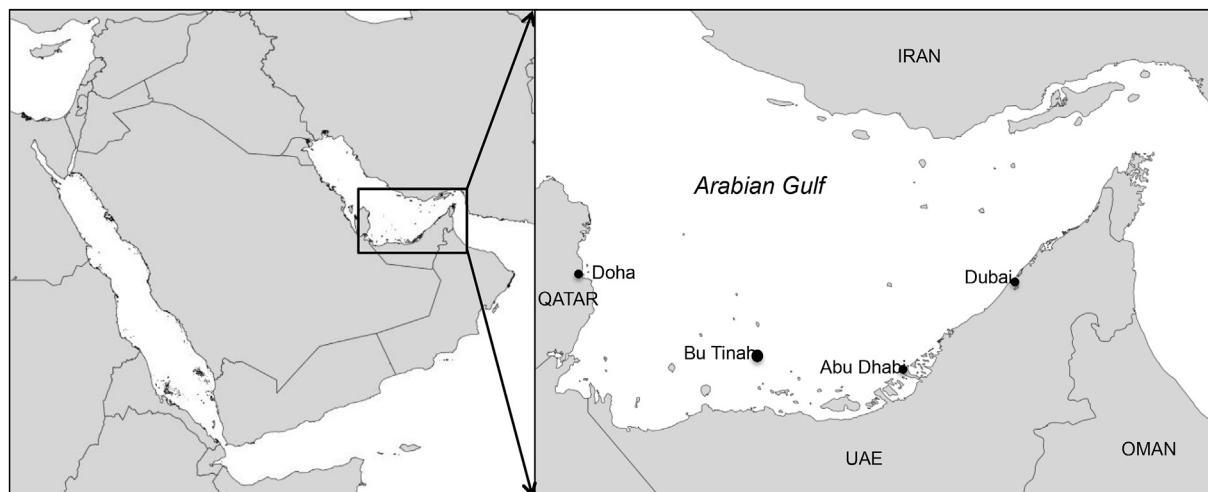 IRAN
Arabian Gulf
Doha
Dubai
QATAR
Bu Tinah
Abu Dhabi
UAE
OMAN